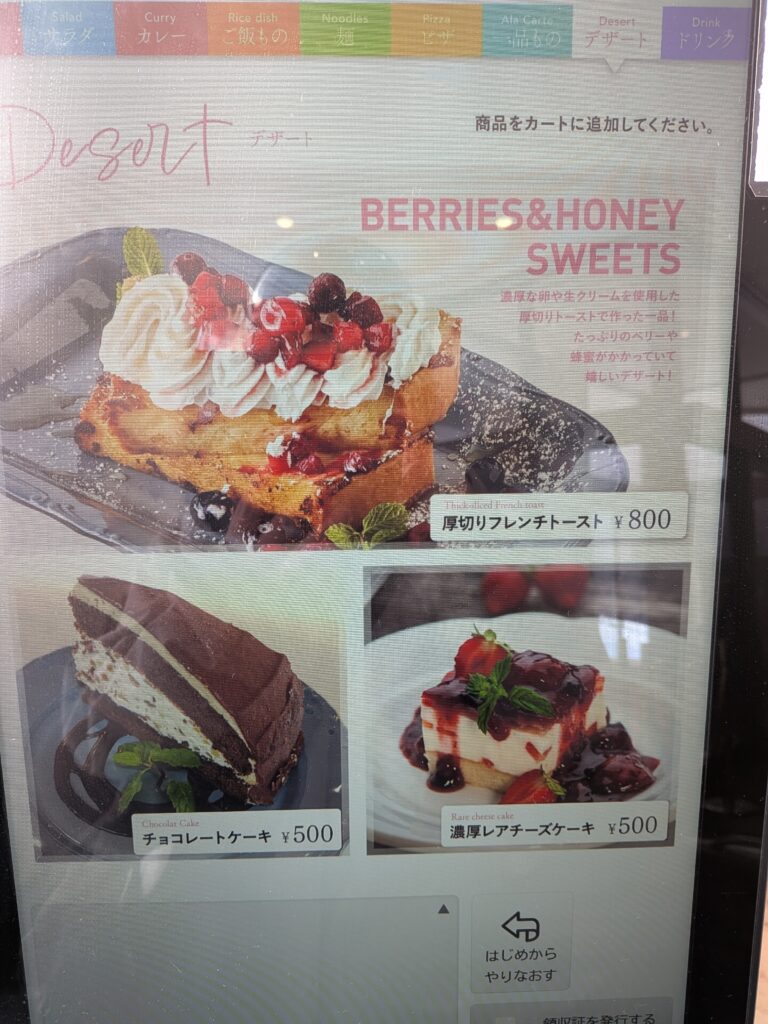 Salad
サラダ
Curry
カレー
Rice dish
ご飯もの
Noodles
麺
Pizza
ピザ
Ala Carte
一品もの
Desert
デザート
Drink
ドリンク
Desert
デザート
商品をカートに追加してください。
BERRIES&HONEY
SWEETS
濃厚な卵や生クリームを使用した
厚切りトーストで作った一品！
たっぷりのベリーや
蜂蜜がかかっていて
嬉しいデザート！
Thick-sliced French toast
厚切りフレンチトースト ¥800
Chocolat Cake
チョコレートケーキ ¥500
Rare cheese cake
濃厚レアチーズケーキ ¥500
はじめから
やりなおす
領収証を発行する